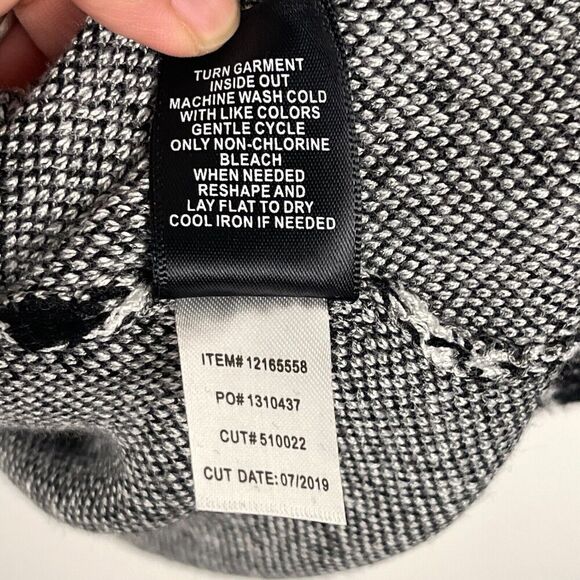 TURN GARMENT
INSIDE OUT
MACHINE WASH COLD
WITH LIKE COLORS
GENTLE CYCLE
ONLY NON-CHLORINE
BLEACH
WHEN NEEDED
RESHAPE AND
LAY FLAT TO DRY
COOL IRON IF NEEDED
ITEM# 12165558
PO# 1310437
CUT# 510022
CUT DATE: 07/2019